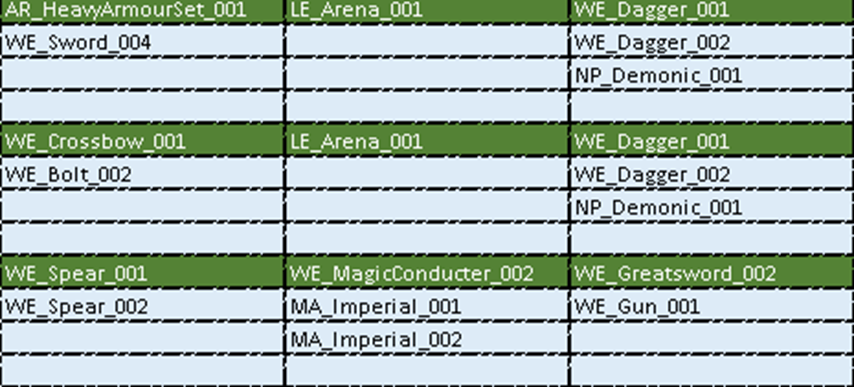 AR_HeavyArmourSet_001 LE_Arena_001 WE_Dagger_001
WE_Sword_004 WE_Dagger_002
NP_Demonic_001
WE_Crossbow_001 LE_Arena_001 WE_Dagger_001
WE_Bolt_002 WE_Dagger_002
NP_Demonic_001
WE_Spear_001 WE_MagicConducter_002 WE_Greatsword_002
WE_Spear_002 MA_Imperial_001 WE_Gun_001
MA_Imperial_002